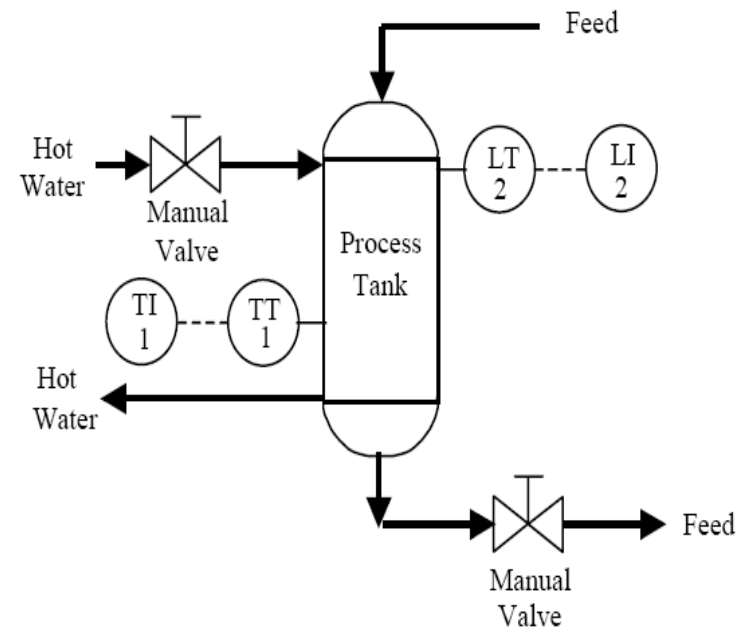 Feed
Hot
Water
Manual
Valve
LT
2
LI
2
Process
Tank
TI
1
TT
1
Hot
Water
Feed
Manual
Valve